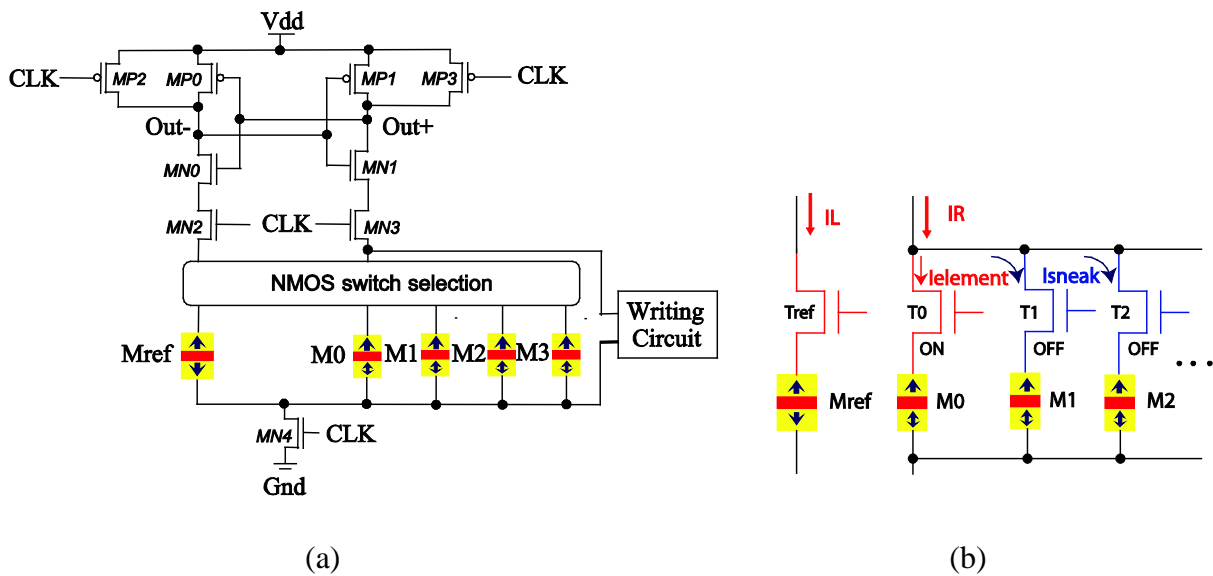 Vdd
CLK
MP2
MP0
MP1
MP3
CLK
Out-
Out+
MN0
MN1
MN2
CLK
MN3
NMOS switch selection
Writing
Circuit
Mref
M0
M1
M2
M3
MN4
CLK
Gnd
(a)
IL
IR
Ielement
Isneak
Tref
T0
T1
T2
ON
OFF
OFF
Mref
M0
M1
M2
...
(b)